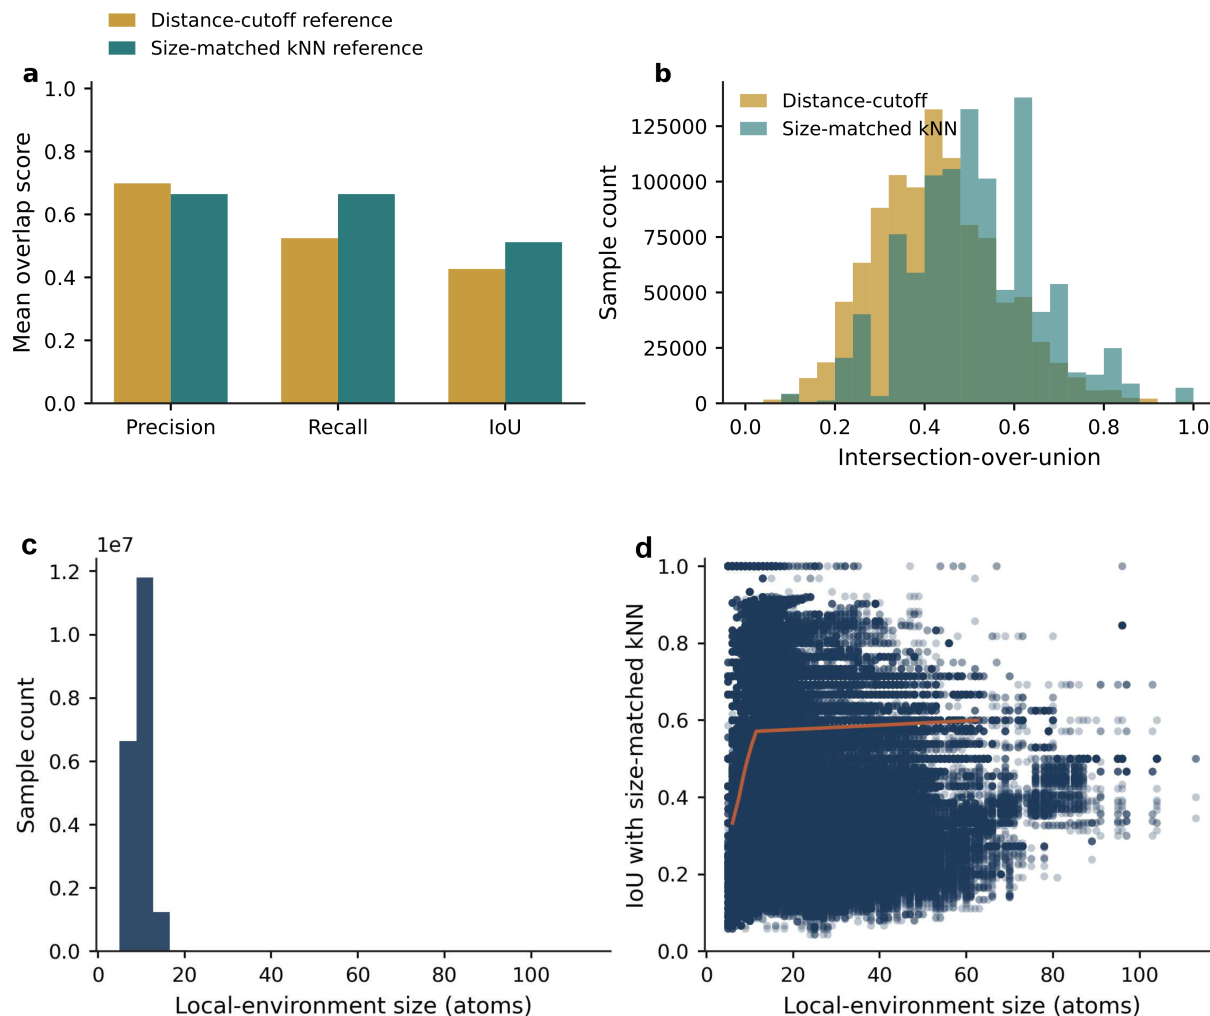 Distance-cutoff reference
Size-matched kNN reference
a
1.0
0.8
0.6
0.4
0.2
0.0
Mean overlap score
Precision
Recall
IoU
b
Distance-cutoff
Size-matched kNN
125000
100000
75000
50000
25000
0
Sample count
0.0 0.2 0.4 0.6 0.8 1.0
Intersection-over-union
c
1e7
1.2
1.0
0.8
0.6
0.4
0.2
0.0
Sample count
0 20 40 60 80 100
Local-environment size (atoms)
d
1.0
0.8
0.6
0.4
0.2
0.0
IoU with size-matched kNN
0 20 40 60 80 100
Local-environment size (atoms)